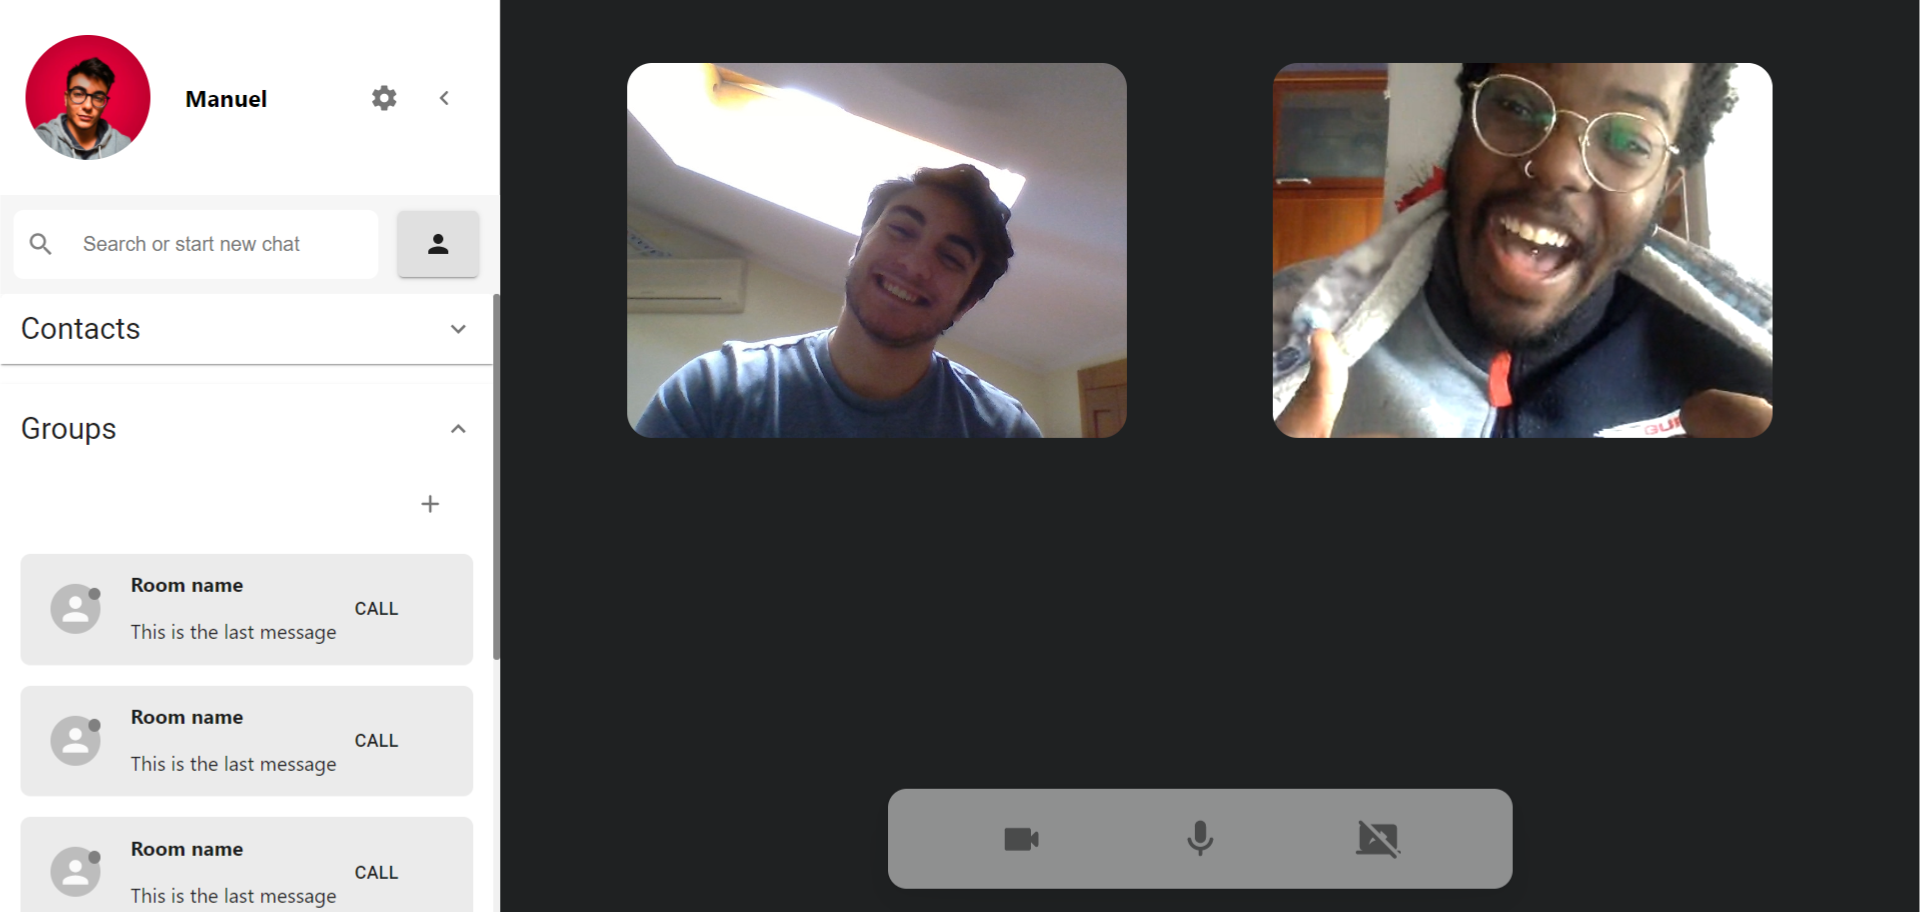 Manuel
Search or start new chat
Contacts
Groups
Room name
This is the last message
CALL
Room name
This is the last message
CALL
Room name
This is the last message
CALL